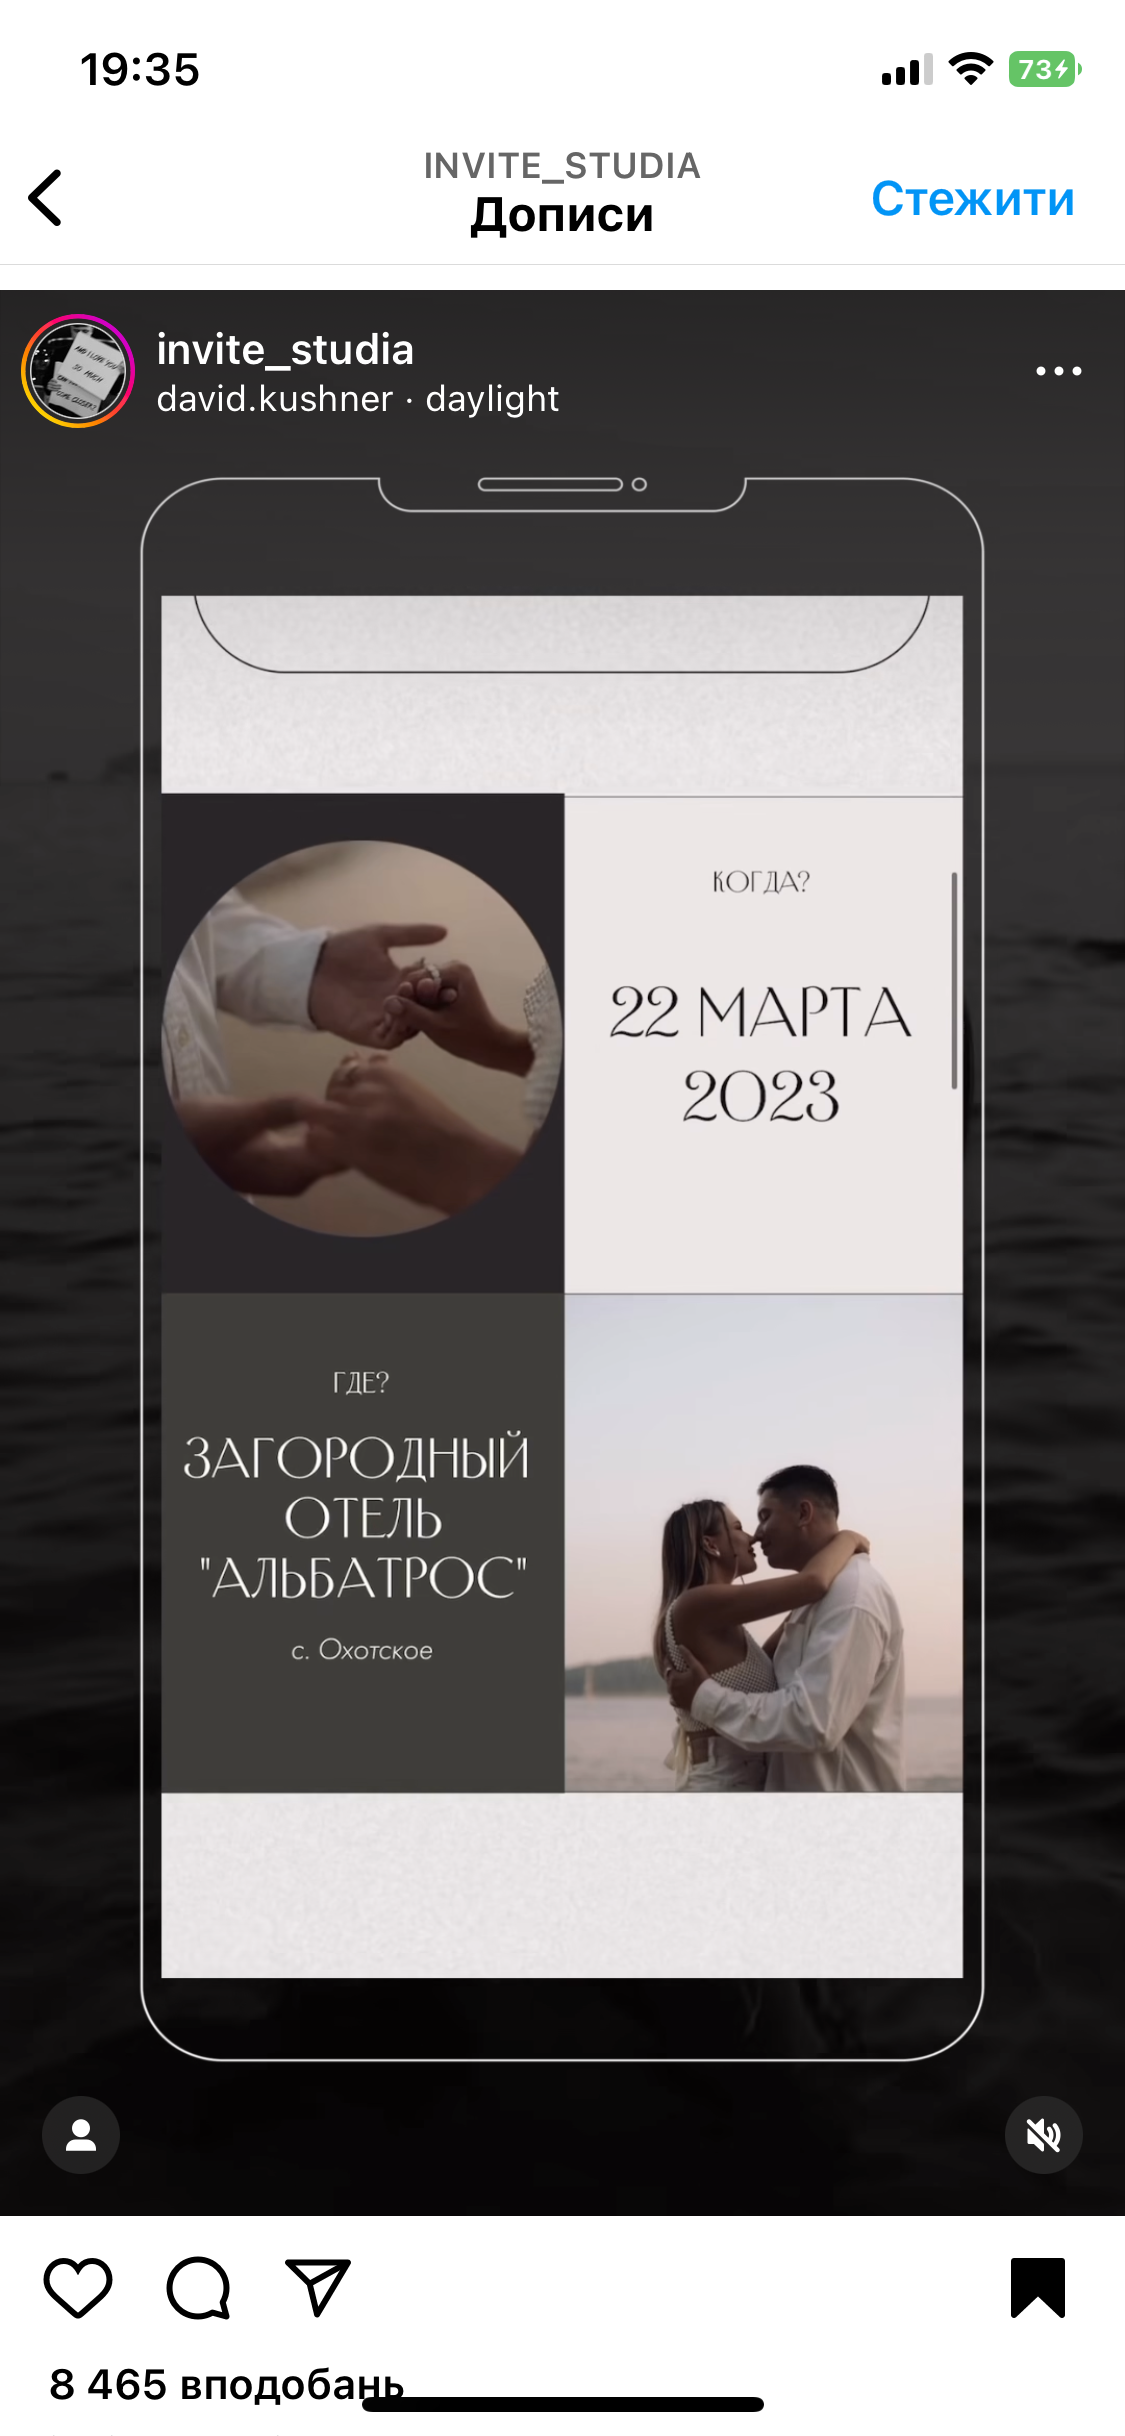 19:35
73
INVITE_STUDIA
Дописи
Стежити
invite_studia
david.kushner · daylight
КОГДА?
22 МАРТА
2023
ГДЕ?
ЗАГОРОДНЫЙ
ОТЕЛЬ
"АЛЬБАТРОС"
с. Охотское
8 465 вподобань